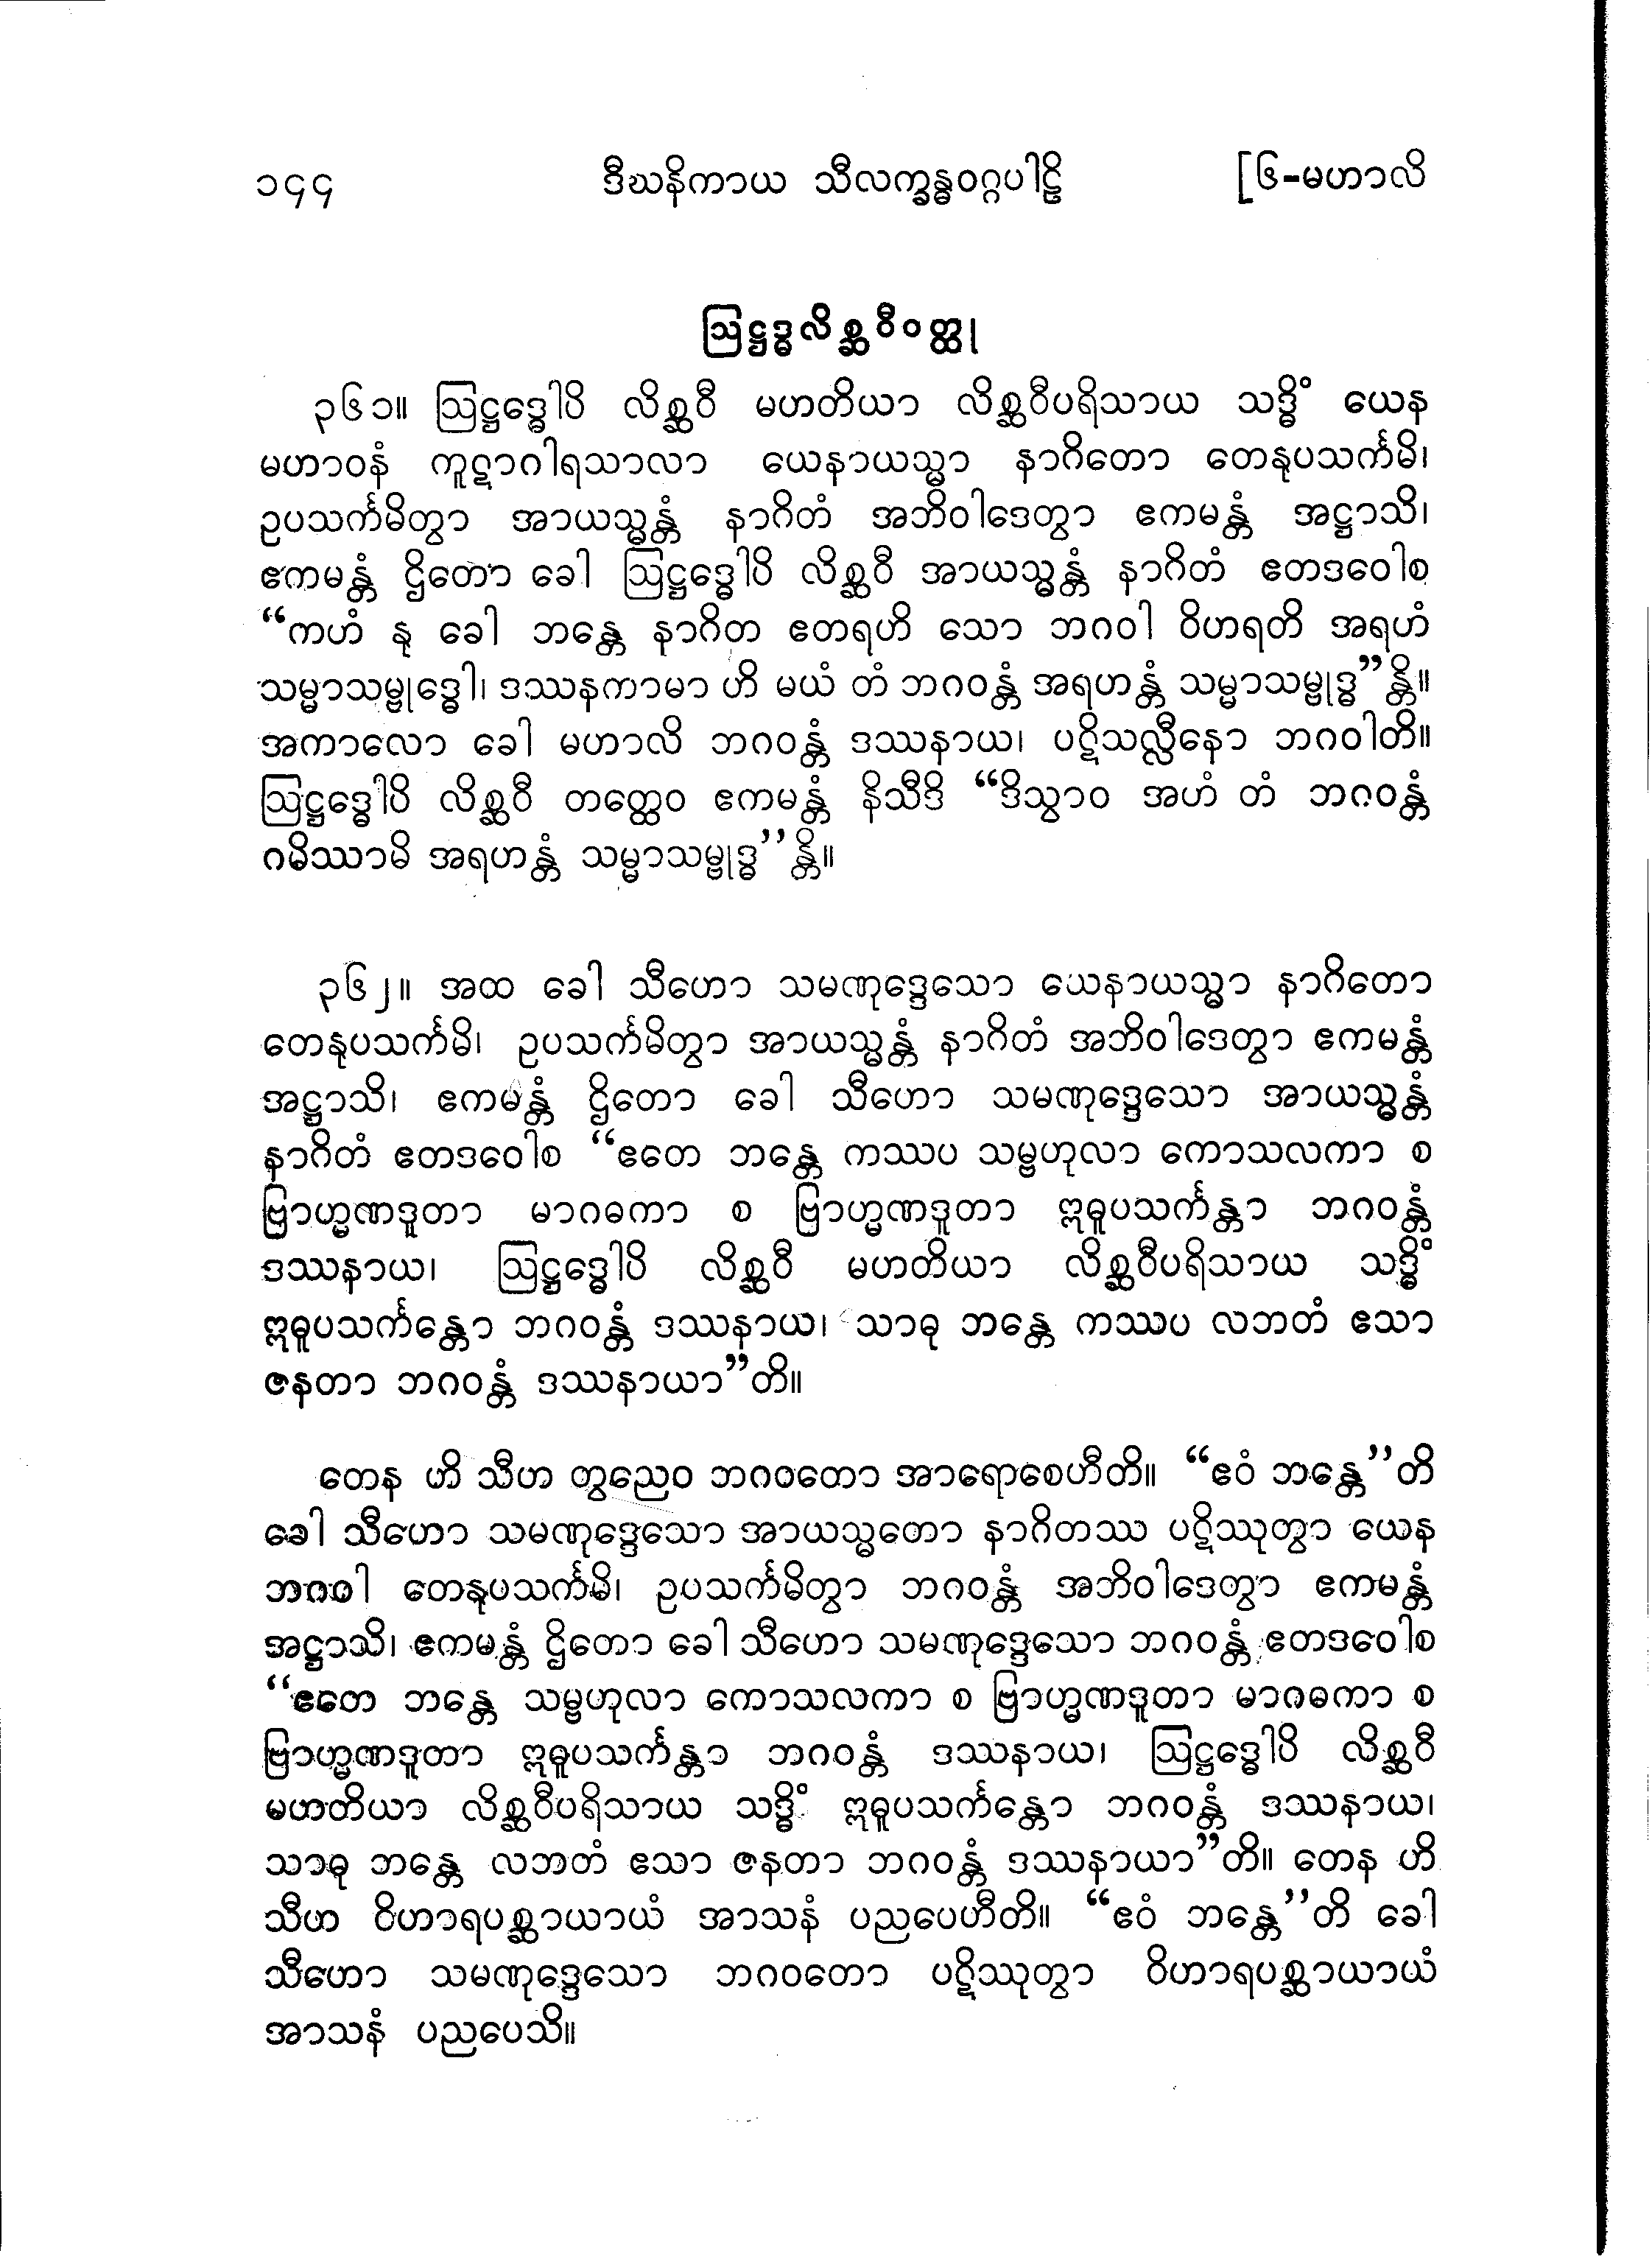 ၁၄၄ ဒီဃနိကာယ သီလက္ခန္ဓဝဂ္ဂပါဠိ [၆-မဟာလိ
ဩဋ္ဌဒ္ဓလိစ္ဆဝီဝတ္ထု
၃၆၁။ ဩဋ္ဌဒ္ဓေါပိ လိစ္ဆဝီ မဟတိယာ လိစ္ဆဝီပရိသာယ သဒ္ဓိံ ယေန
မဟာဝနံ ကူဋာဂါရသာလာ ယေနာယသ္မာ နာဂိတော တေနုပသင်္ကမိ၊
ဥပသင်္ကမိတွာ အာယသ္မန္တံ နာဂိတံ အဘိဝါဒေတွာ ဧကမန္တံ အဋ္ဌာသိ၊
ဧကမန္တံ ဌိတော ခေါ ဩဋ္ဌဒ္ဓေါပိ လိစ္ဆဝီ အာယသ္မန္တံ နာဂိတံ ဧတဒဝေါစ
“ကဟံ နု ခေါ ဘန္တေ နာဂိတ ဧတရဟိ သော ဘဂဝါ ဝိဟရတိ အရဟံ
သမ္မာသမ္ဗုဒ္ဓေါ၊ ဒဿနကာမာ ဟိ မယံ တံ ဘဂဝန္တံ အရဟန္တံ သမ္မာသမ္ဗုဒ္ဓ”န္တိ။
အကာလော ခေါ မဟာလိ ဘဂဝန္တံ ဒဿနာယ၊ ပဋိသလ္လီနော ဘဂဝါတိ။
ဩဋ္ဌဒ္ဓေါပိ လိစ္ဆဝီ တတ္ထေဝ ဧကမန္တံ နိသီဒိ “ဒိသွာဝ အဟံ တံ ဘဂဝန္တံ
ဂမိဿာမိ အရဟန္တံ သမ္မာသမ္ဗုဒ္ဓ”န္တိ။
၃၆၂။ အထ ခေါ သီဟော သမဏုဒ္ဒေသော ယေနာယသ္မာ နာဂိတော
တေနုပသင်္ကမိ၊ ဥပသင်္ကမိတွာ အာယသ္မန္တံ နာဂိတံ အဘိဝါဒေတွာ ဧကမန္တံ
အဋ္ဌာသိ၊ ဧကမန္တံ ဌိတော ခေါ သီဟော သမဏုဒ္ဒေသော အာယသ္မန္တံ
နာဂိတံ ဧတဒဝေါစ “ဧတေ ဘန္တေ ကဿပ သမ္ဗဟုလာ ကောသလကာ စ
ဗြာဟ္မဏဒူတာ မာဂဓကာ စ ဗြာဟ္မဏဒူတာ ဣဓူပသင်္ကန္တာ ဘဂဝန္တံ
ဒဿနာယ၊ ဩဋ္ဌဒ္ဓေါပိ လိစ္ဆဝီ မဟတိယာ လိစ္ဆဝီပရိသာယ သဒ္ဓိံ
ဣဓူပသင်္ကန္တော ဘဂဝန္တံ ဒဿနာယ၊ သာဓု ဘန္တေ ကဿပ လဘတံ ဧသာ
ဇနတာ ဘဂဝန္တံ ဒဿနာယာ”တိ။
တေန ဟိ သီဟ တွညေဝ ဘဂဝတော အာရောစေဟီတိ။ “ဧဝံ ဘန္တေ”တိ
ခေါ သီဟော သမဏုဒ္ဒေသော အာယသ္မတော နာဂိတဿ ပဋိဿုတွာ ယေန
ဘဂဝါ တေနုပသင်္ကမိ၊ ဥပသင်္ကမိတွာ ဘဂဝန္တံ အဘိဝါဒေတွာ ဧကမန္တံ
အဋ္ဌာသိ၊ ဧကမန္တံ ဌိတော ခေါ သီဟော သမဏုဒ္ဒေသော ဘဂဝန္တံ ဧတဒဝေါစ
“ဧတေ ဘန္တေ သမ္ဗဟုလာ ကောသလကာ စ ဗြာဟ္မဏဒူတာ မာဂဓကာ စ
ဗြာဟ္မဏဒူတာ ဣဓူပသင်္ကန္တာ ဘဂဝန္တံ ဒဿနာယ၊ ဩဋ္ဌဒ္ဓေါပိ လိစ္ဆဝီ
မဟတိယာ လိစ္ဆဝီပရိသာယ သဒ္ဓိံ ဣဓူပသင်္ကန္တော ဘဂဝန္တံ ဒဿနာယ၊
သာဓု ဘန္တေ လဘတံ ဧသာ ဇနတာ ဘဂဝန္တံ ဒဿနာယာ”တိ။ တေန ဟိ
သီဟ ဝိဟာရပစ္ဆာယာယံ အာသနံ ပညပေဟီတိ။ “ဧဝံ ဘန္တေ”တိ ခေါ
သီဟော သမဏုဒ္ဒေသော ဘဂဝတော ပဋိဿုတွာ ဝိဟာရပစ္ဆာယာယံ
အာသနံ ပညပေသိ။